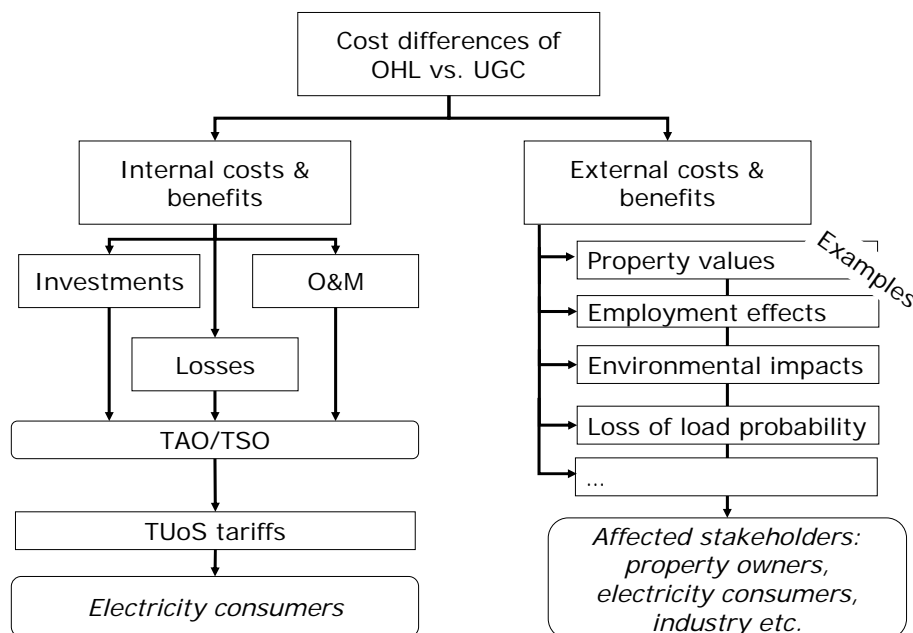 Cost differences of
OHL vs. UGC
Internal costs &
benefits
External costs &
benefits
Investments
O&M
Losses
TAO/TSO
TUoS tariffs
Electricity consumers
Examples
Property values
Employment effects
Environmental impacts
Loss of load probability
...
Affected stakeholders:
property owners,
electricity consumers,
industry etc.